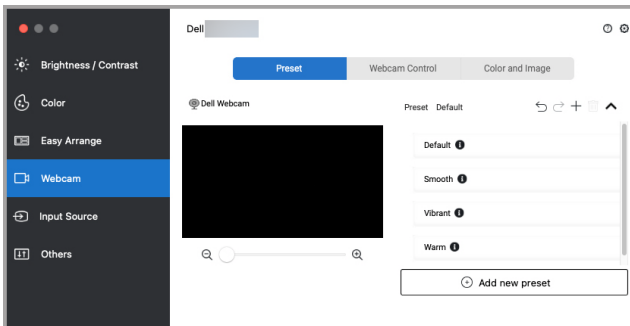 Dell
Brightness / Contrast
Color
Easy Arrange
Webcam
Input Source
Others
Preset
Webcam Control
Color and Image
Dell Webcam
Preset Default
Default
Smooth
Vibrant
Warm
Add new preset